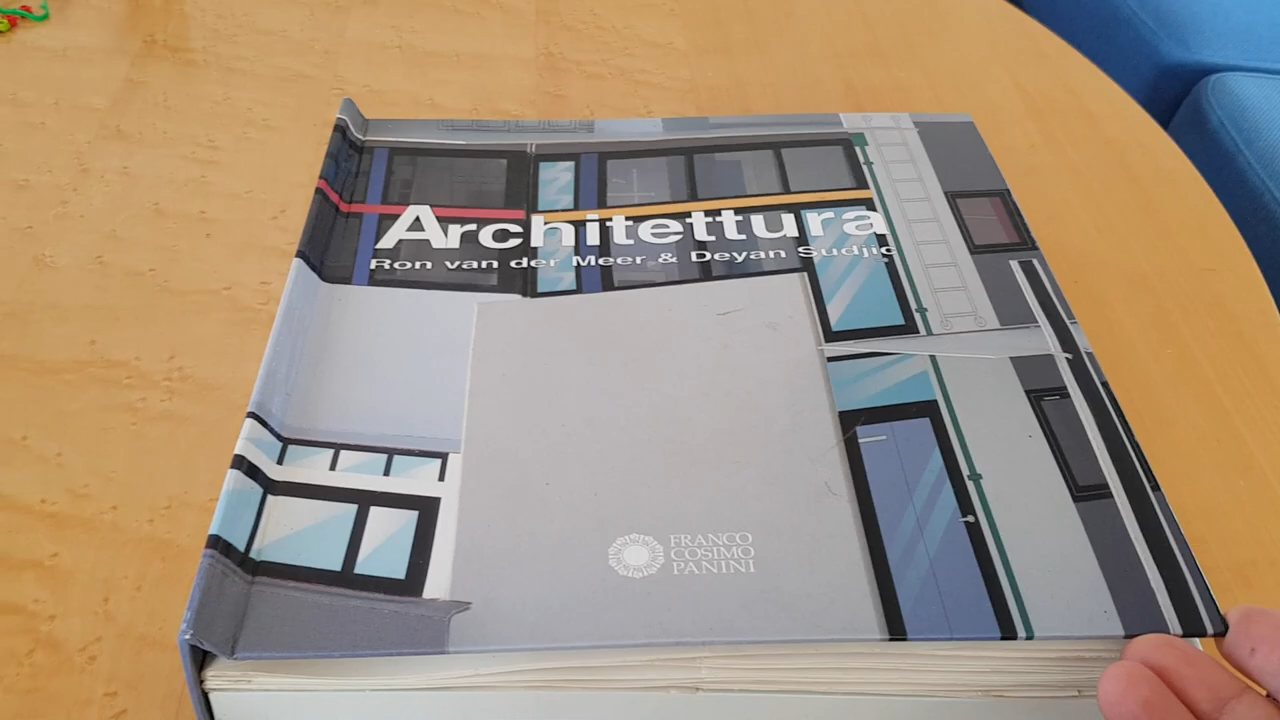 Architettura
Ron van der Meer & Deyan Sudjic
FRANCO
COSIMO
PANINI